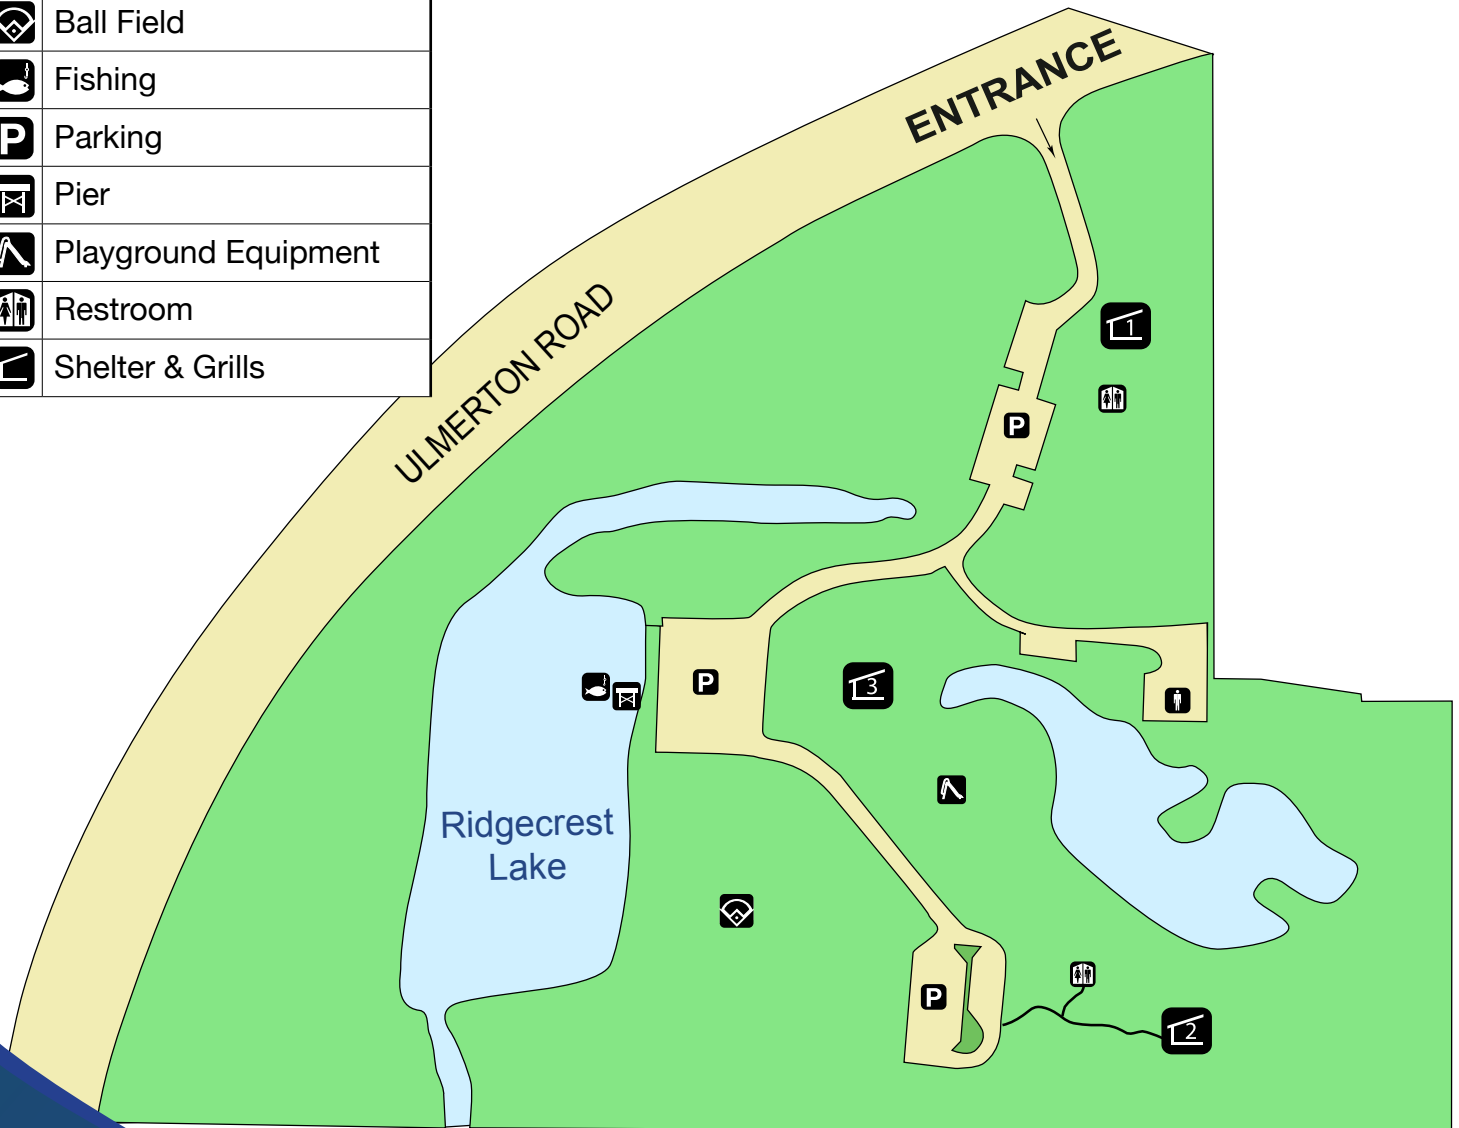 Ball Field
Fishing
P Parking
Pier
Playground Equipment
Restroom
Shelter & Grills
ENTRANCE
ULMERTON ROAD
1
P
P
3
Ridgecrest
Lake
P
2